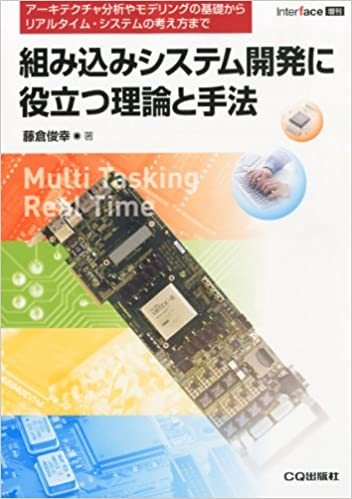 アーキテクチャ分析やモデリングの基礎から
リアルタイム・システムの考え方まで
Interface 増刊
組み込みシステム開発に
役立つ理論と手法
藤倉俊幸●著
Multi Tasking
Real Time
VIRTEX-6
CQ出版社